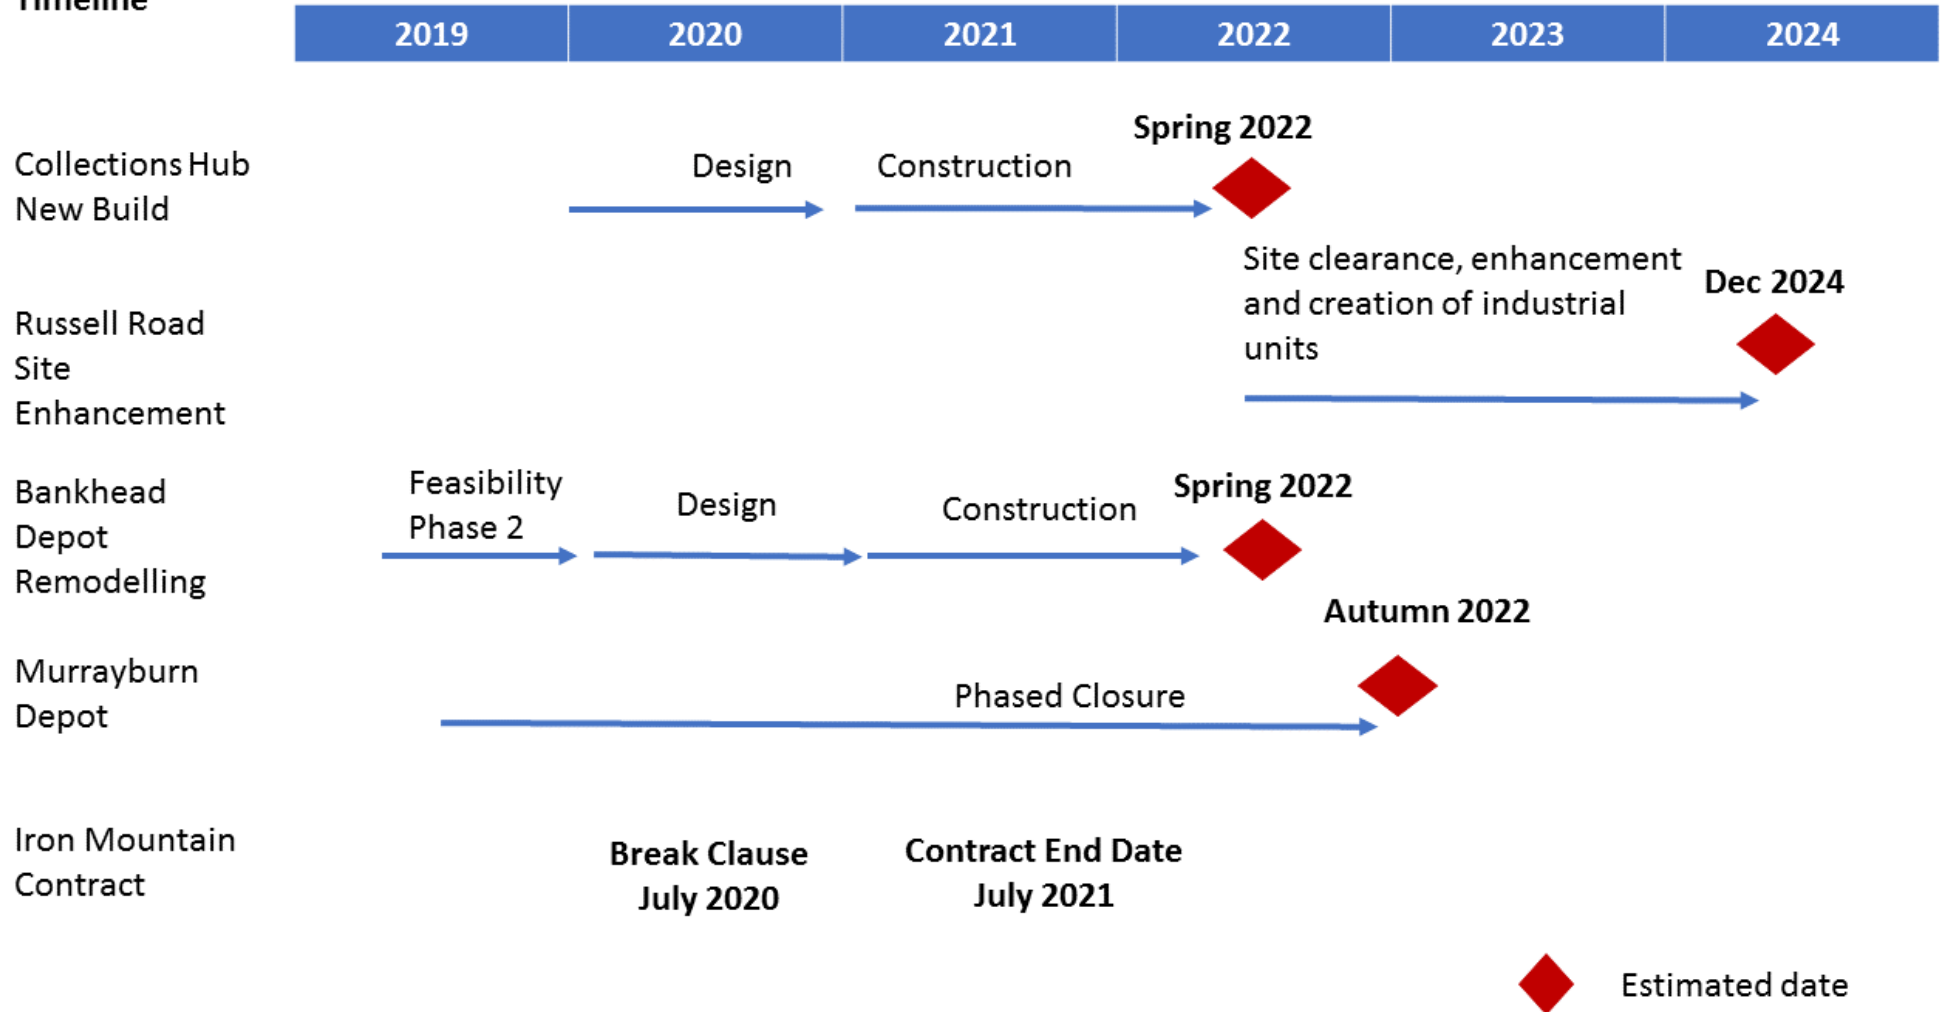 Timeline
2019 2020 2021 2022 2023 2024
Spring 2022
Collections Hub
New Build
Design
Construction
Site clearance, enhancement
and creation of industrial
units
Dec 2024
Russell Road
Site
Enhancement
Bankhead
Depot
Remodelling
Feasibility
Phase 2
Design
Construction
Spring 2022
Autumn 2022
Murrayburn
Depot
Phased Closure
Iron Mountain
Contract
Break Clause
July 2020
Contract End Date
July 2021
Estimated date